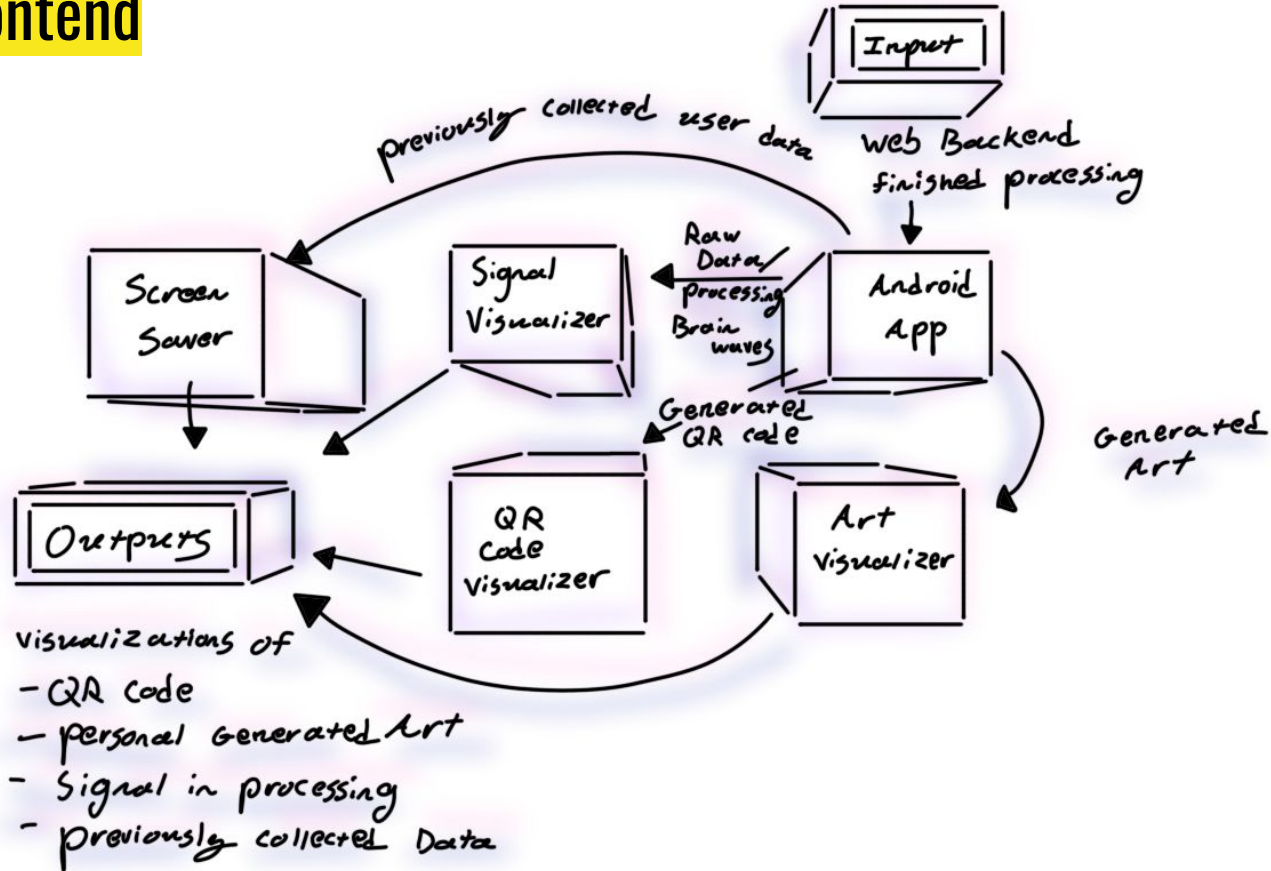 ontend
Input
previously collected user data
Web Backend
finished processing
Raw
Data/
processing
Brain
waves
Screen
Saver
Signal
Visualizer
Android
App
Generated
QR code
Generated
Art
Outputs
QR
Code
Visualizer
Art
Visualizer
Visualizations of
- QR Code
- personal Generated Art
- Signal in processing
- previously collected Data